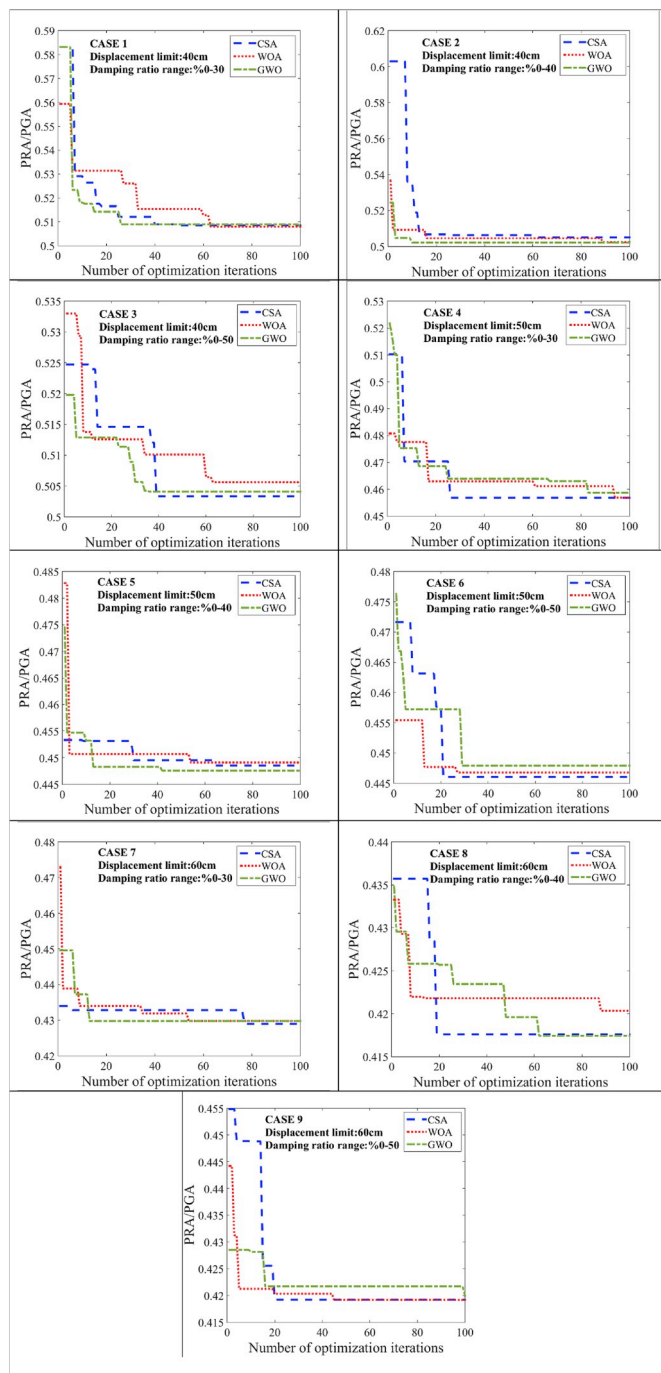 CASE 1
Displacement limit:40cm
Damping ratio range:%0-30
CSA
WOA
GWO
PRA/PGA
0.59
0.58
0.57
0.56
0.55
0.54
0.53
0.52
0.51
0.5
0 20 40 60 80 100
Number of optimization iterations
CASE 2
Displacement limit:40cm
Damping ratio range:%0-40
CSA
WOA
GWO
PRA/PGA
0.62
0.6
0.58
0.56
0.54
0.52
0.5
0 20 40 60 80 100
Number of optimization iterations
CASE 3
Displacement limit:40cm
Damping ratio range:%0-50
CSA
WOA
GWO
PRA/PGA
0.535
0.53
0.525
0.52
0.515
0.51
0.505
0.5
0 20 40 60 80 100
Number of optimization iterations
CASE 4
Displacement limit:50cm
Damping ratio range:%0-30
CSA
WOA
GWO
PRA/PGA
0.53
0.52
0.51
0.5
0.49
0.48
0.47
0.46
0.45
0 20 40 60 80 100
Number of optimization iterations
CASE 5
Displacement limit:50cm
Damping ratio range:%0-40
CSA
WOA
GWO
PRA/PGA
0.485
0.48
0.475
0.47
0.465
0.46
0.455
0.45
0.445
0 20 40 60 80 100
Number of optimization iterations
CASE 6
Displacement limit:50cm
Damping ratio range:%0-50
CSA
WOA
GWO
PRA/PGA
0.48
0.475
0.47
0.465
0.46
0.455
0.45
0.445
0 20 40 60 80 100
Number of optimization iterations
CASE 7
Displacement limit:60cm
Damping ratio range:%0-30
CSA
WOA
GWO
PRA/PGA
0.48
0.47
0.46
0.45
0.44
0.43
0.42
0 20 40 60 80 100
Number of optimization iterations
CASE 8
Displacement limit:60cm
Damping ratio range:%0-40
CSA
WOA
GWO
PRA/PGA
0.44
0.435
0.43
0.425
0.42
0.415
0 20 40 60 80 100
Number of optimization iterations
CASE 9
Displacement limit:60cm
Damping ratio range:%0-50
CSA
WOA
GWO
PRA/PGA
0.455
0.45
0.445
0.44
0.435
0.43
0.425
0.42
0.415
0 20 40 60 80 100
Number of optimization iterations